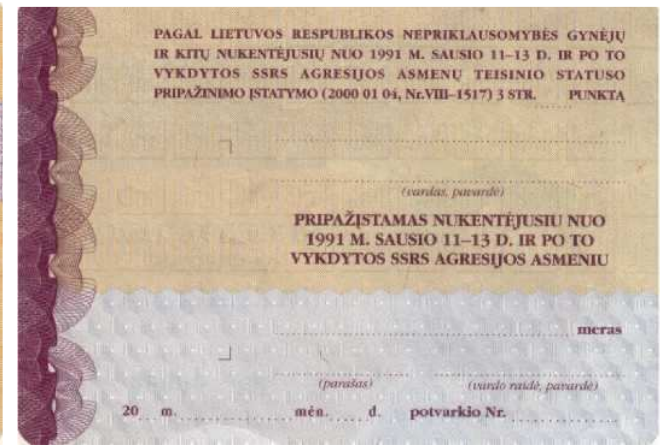 PAGAL LIETUVOS RESPUBLIKOS NEPRIKLAUSOMYBĖS GYNĖJŲ
IR KITŲ NUKENTĖJUSIŲ NUO 1991 M. SAUSIO 11–13 D. IR PO TO
VYKDYTOS SSRS AGRESIJOS ASMENŲ TEISINIO STATUSO
PRIPAŽINIMO ĮSTATYMO (2000 01 04, Nr.VIII–1517) 3 STR. PUNKTĄ
(vardas, pavardė)
PRIPAŽĮSTAMAS NUKENTĖJUSIU NUO
1991 M. SAUSIO 11–13 D. IR PO TO
VYKDYTOS SSRS AGRESIJOS ASMENIU
meras
(parašas) (vardo raidė, pavardė)
20 m. mėn. d. potvarkio Nr.